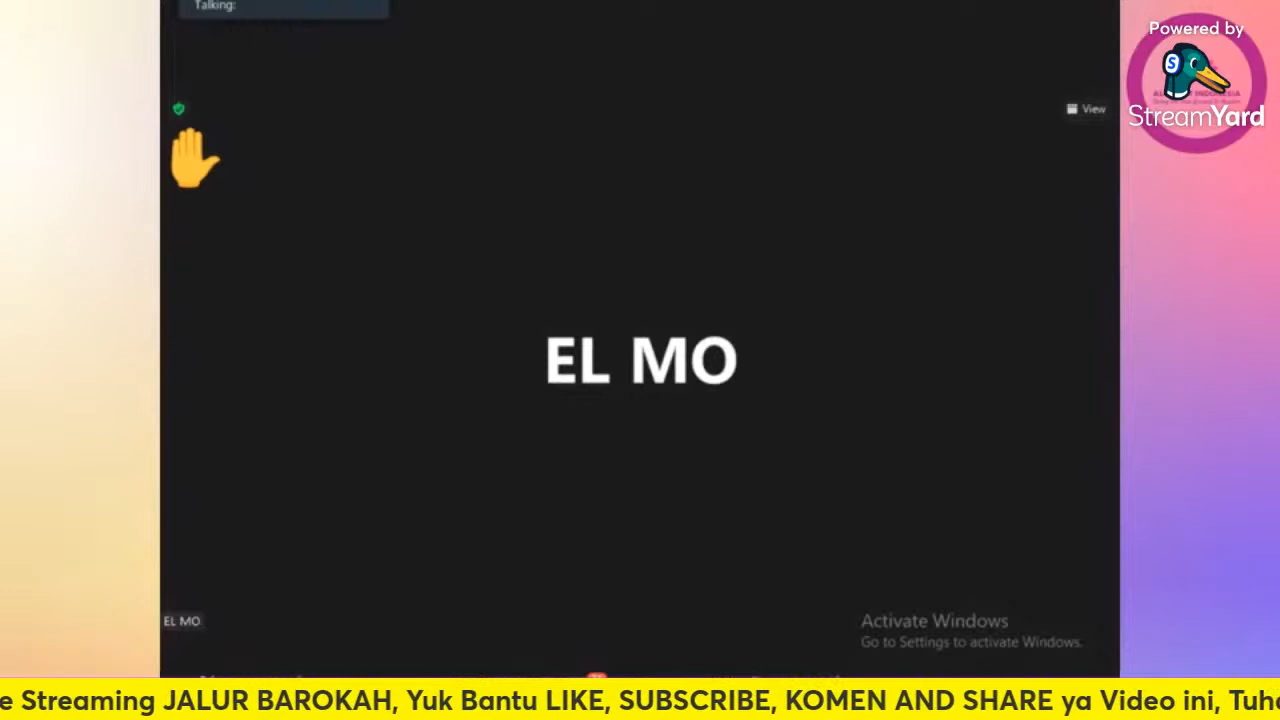 Talking:
Powered by
StreamYard
View
EL MO
EL MO
Activate Windows
Go to Settings to activate Windows.
e Streaming JALUR BAROKAH, Yuk Bantu LIKE, SUBSCRIBE, KOMEN AND SHARE ya Video ini, Tuha